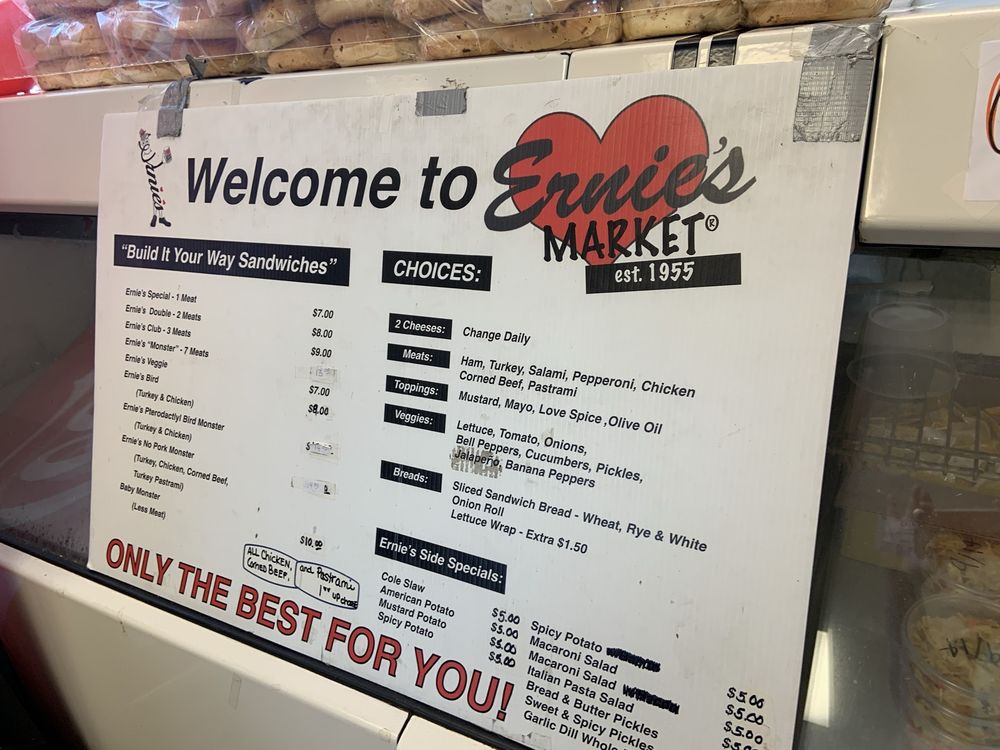 Ernie's
Welcome to Ernie's
MARKET®
est. 1955
"Build It Your Way Sandwiches"
Ernie's Special - 1 Meat $7.00
Ernie's Double - 2 Meats $8.00
Ernie's Club - 3 Meats $9.00
Ernie's "Monster" - 7 Meats
Ernie's Veggie $7.00
Ernie's Bird $8.00
(Turkey & Chicken)
Ernie's Pterodactlyl Bird Monster
(Turkey & Chicken)
Ernie's No Pork Monster
(Turkey, Chicken, Corned Beef,
Turkey Pastrami)
Baby Monster $10.00
(Less Meat)
ALL Chicken, and Pastrami
Corned BEEF, 1°° up charge
CHOICES:
2 Cheeses: Change Daily
Meats: Ham, Turkey, Salami, Pepperoni, Chicken
Corned Beef, Pastrami
Toppings: Mustard, Mayo, Love Spice ,Olive Oil
Veggies: Lettuce, Tomato, Onions,
Bell Peppers, Cucumbers, Pickles,
Jalapeño, Banana Peppers
Breads: Sliced Sandwich Bread - Wheat, Rye & White
Onion Roll
Lettuce Wrap - Extra $1.50
Ernie's Side Specials:
Cole Slaw $5.00
American Potato $5.00
Mustard Potato $5.00
Spicy Potato $5.00
Spicy Potato $5.00
Macaroni Salad $5.00
Macaroni Salad $5.00
Italian Pasta Salad
Bread & Butter Pickles
Sweet & Spicy Pickles
Garlic Dill Whole
ONLY THE BEST FOR YOU!